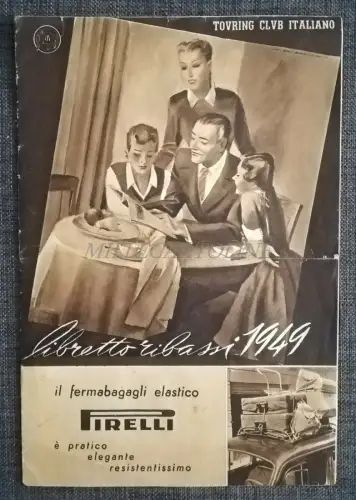 TOVRING CLVB ITALIANO
libretto ribassi 1949
il fermabagagli elastico
PIRELLI
è pratico
elegante
resistentissimo